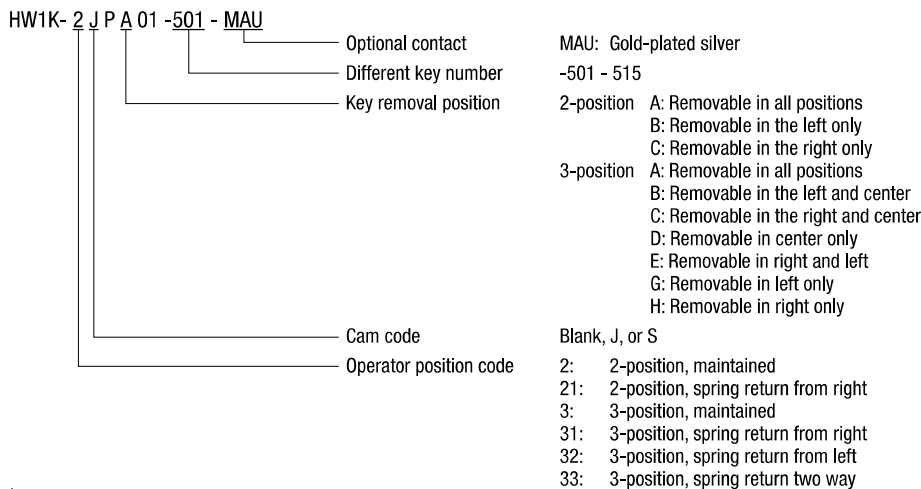 HW1K- 2 J P A 01 -501 - MAU
Optional contact MAU: Gold-plated silver
Different key number -501 - 515
Key removal position 2-position A: Removable in all positions
B: Removable in the left only
C: Removable in the right only
3-position A: Removable in all positions
B: Removable in the left and center
C: Removable in the right and center
D: Removable in center only
E: Removable in right and left
G: Removable in left only
H: Removable in right only
Cam code Blank, J, or S
Operator position code 2: 2-position, maintained
21: 2-position, spring return from right
3: 3-position, maintained
31: 3-position, spring return from right
32: 3-position, spring return from left
33: 3-position, spring return two way